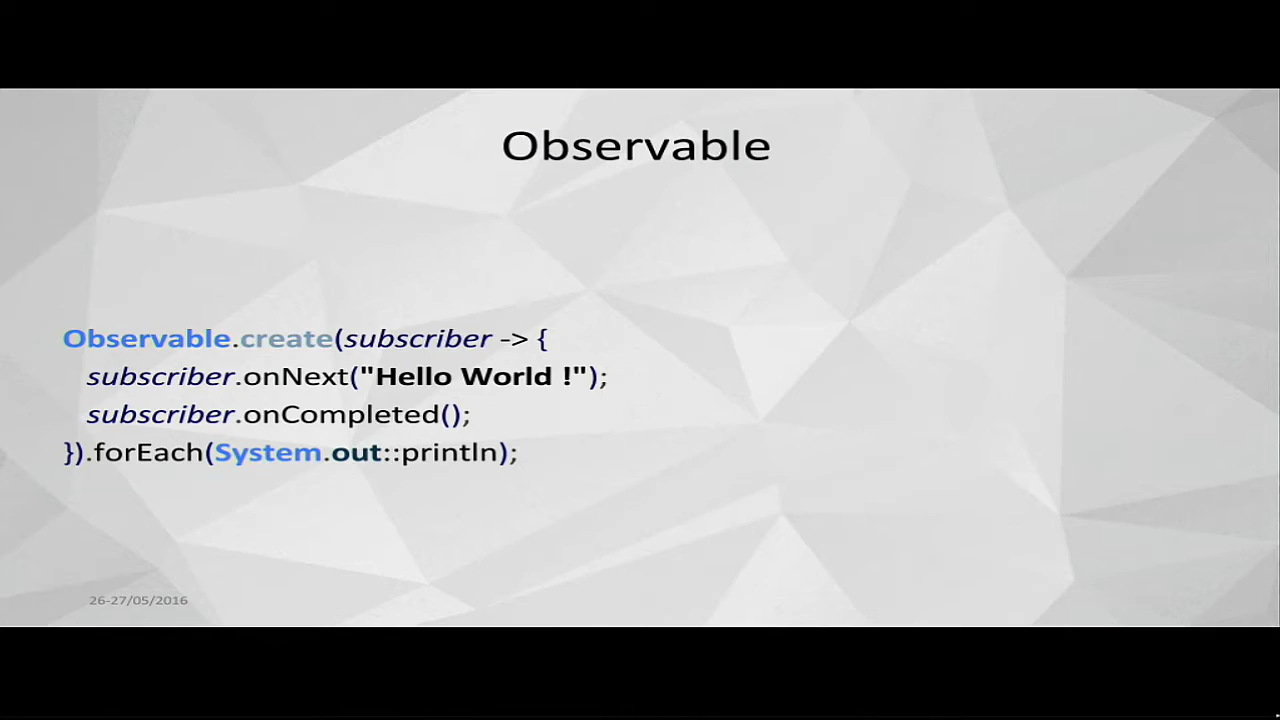 Observable
Observable.create(subscriber -> {
subscriber.onNext("Hello World !");
subscriber.onCompleted();
}).forEach(System.out::println);
26-27/05/2016